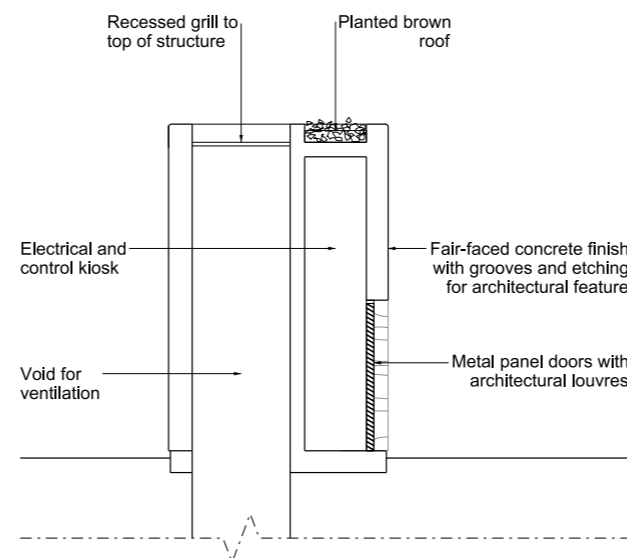 Recessed grill to
top of structure
Planted brown
roof
Electrical and
control kiosk
Fair-faced concrete finish
with grooves and etching
for architectural feature
Void for
ventilation
Metal panel doors with
architectural louvres